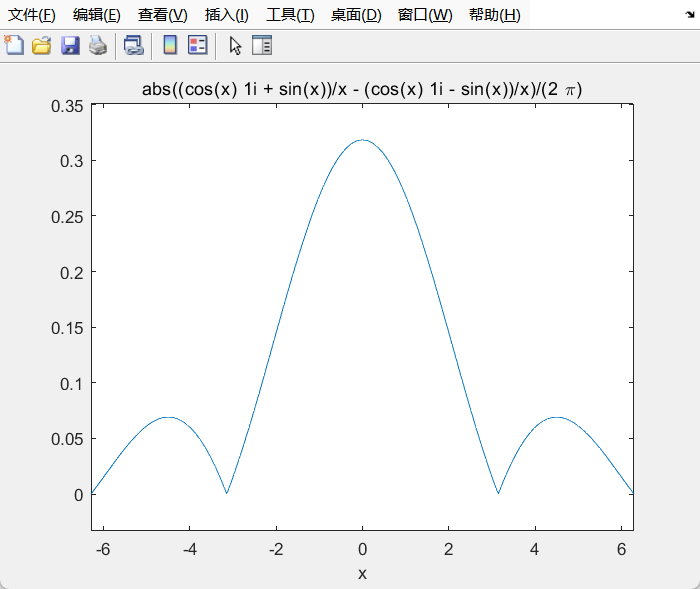 文件(F) 编辑(E) 查看(V) 插入(I) 工具(T) 桌面(D) 窗口(W) 帮助(H)
abs((cos(x) 1i + sin(x))/x - (cos(x) 1i - sin(x))/x)/(2 π)
0.35
0.3
0.25
0.2
0.15
0.1
0.05
0
-6 -4 -2 0 2 4 6
x